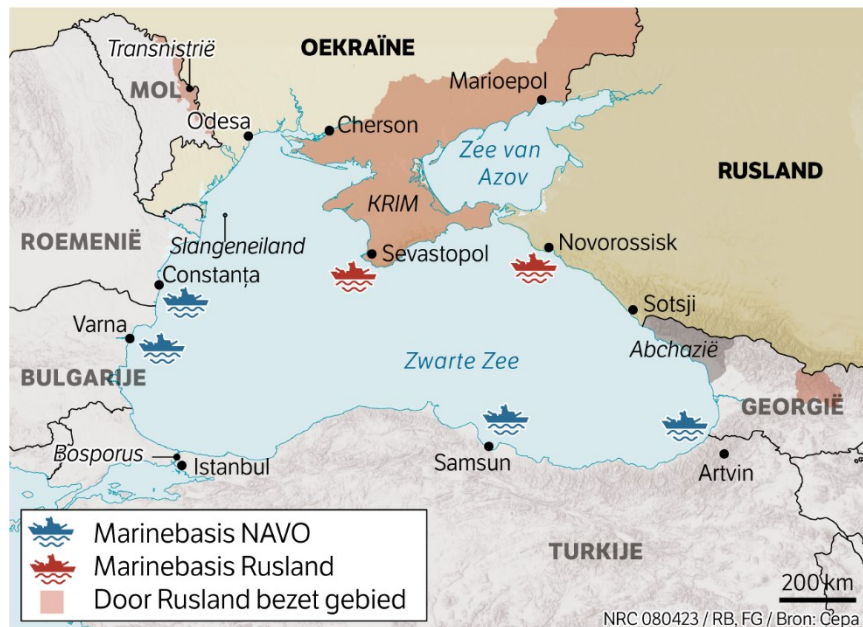 Transnistrië
OEKRAÏNE
MOL
Marioepol
Odesa
Cherson
Zee van
Azov
RUSLAND
KRIM
ROEMENIË
Slangeneiland
Sevastopol
Novorossisk
Constanţa
Sotsji
Varna
Abchazië
Zwarte Zee
BULGARIJE
GEORGIË
Bosporus
Istanbul
Samsun
Artvin
Marinebasis NAVO
Marinebasis Rusland
Door Rusland bezet gebied
TURKIJE
200 km
NRC 080423 / RB, FG / Bron: Cepa